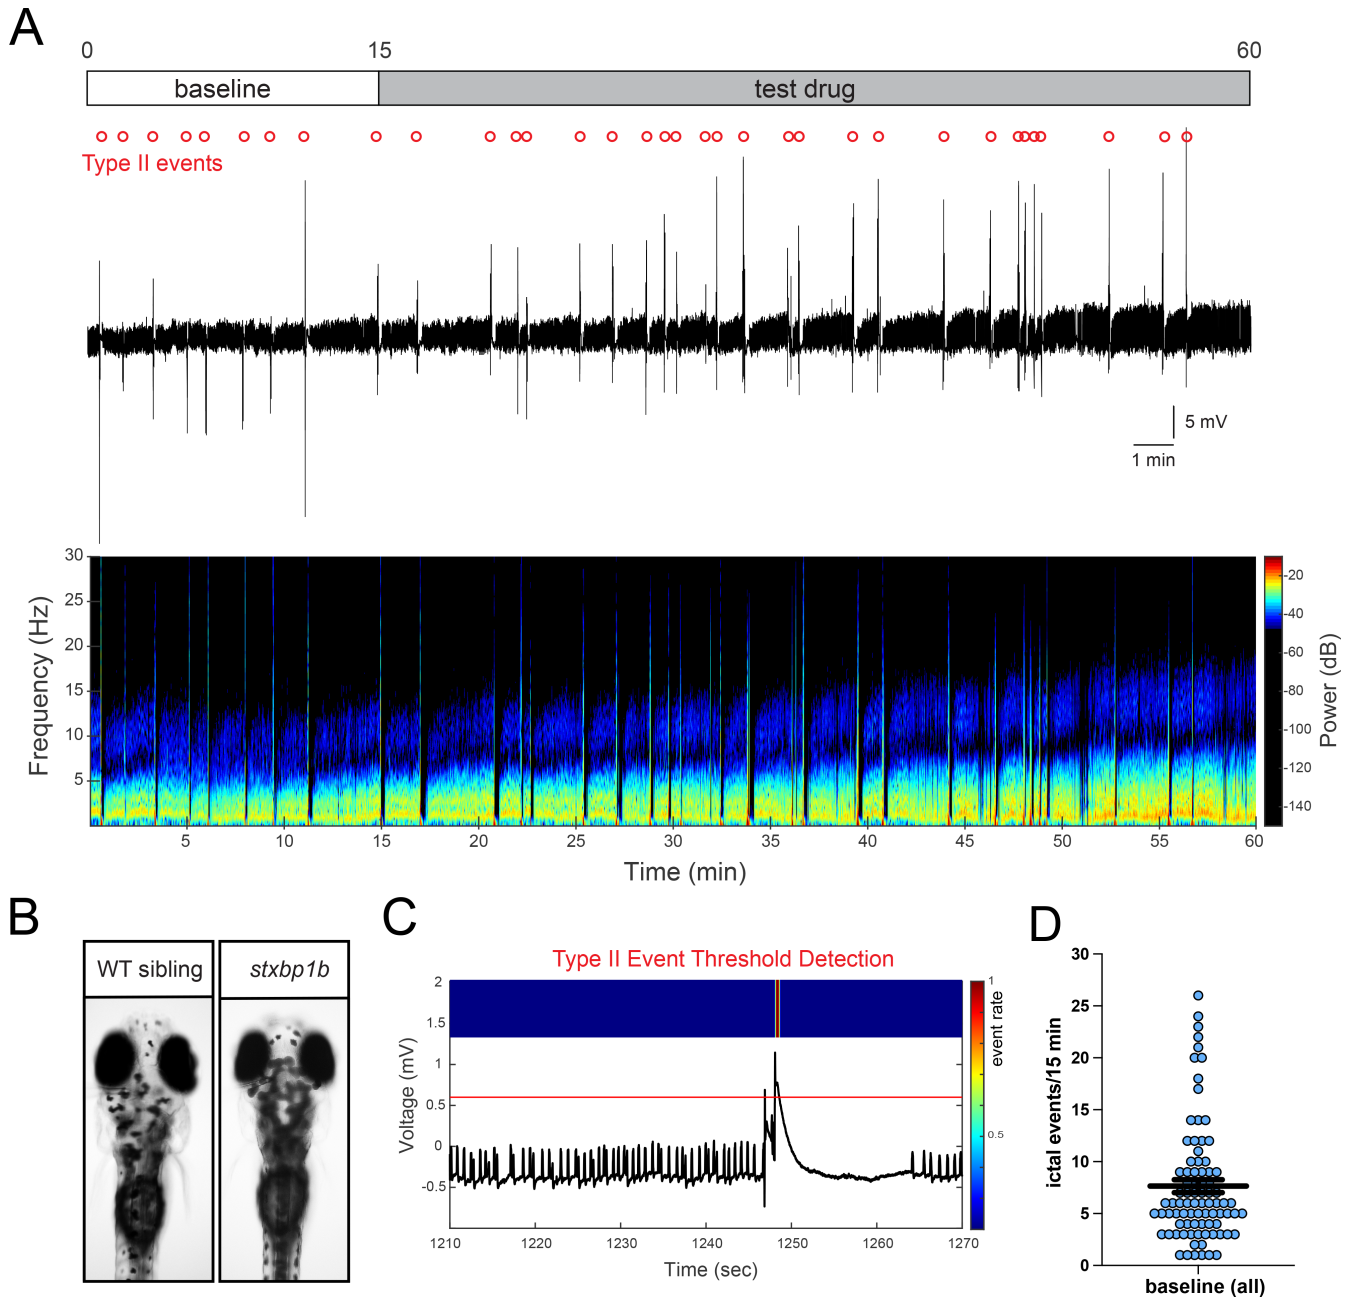 A
0 15 60
baseline test drug
Type II events
5 mV
1 min
30
25
20
15
10
5
Frequency (Hz)
5 10 15 20 25 30 35 40 45 50 55 60
Time (min)
-20
-40
-60
-80
-100
-120
-140
Power (dB)
B
WT sibling stxbp1b
C
Type II Event Threshold Detection
2
1.5
1
0.5
0
-0.5
Voltage (mV)
1210 1220 1230 1240 1250 1260 1270
Time (sec)
1
0.5
event rate
D
30
25
20
15
10
5
0
ictal events/15 min
baseline (all)